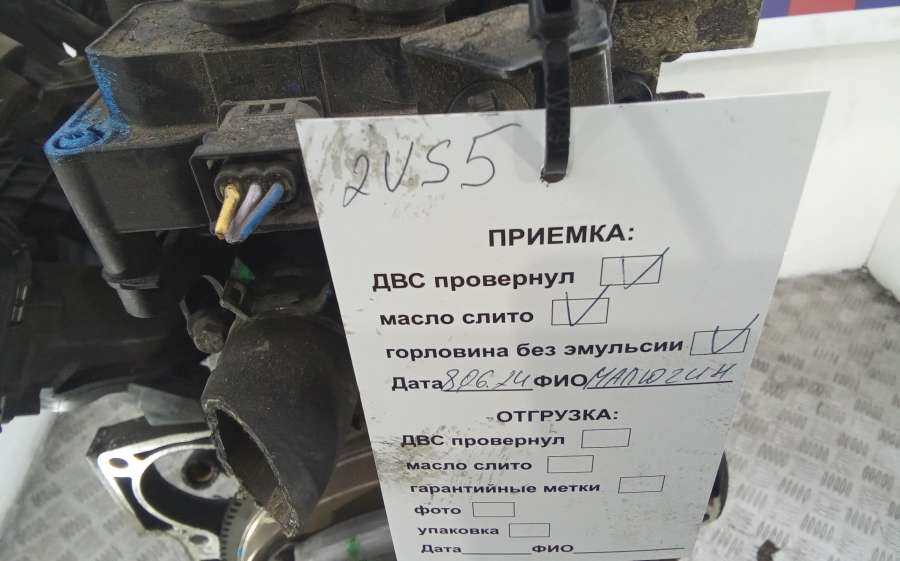 2VS5
ПРИЕМКА:
ДВС провернул
масло слито
горловина без эмульсии
Дата 8.06.24 ФИО МАЛЮГИН
ОТГРУЗКА:
ДВС провернул
масло слито
гарантийные метки
фото
упаковка
Дата ФИО